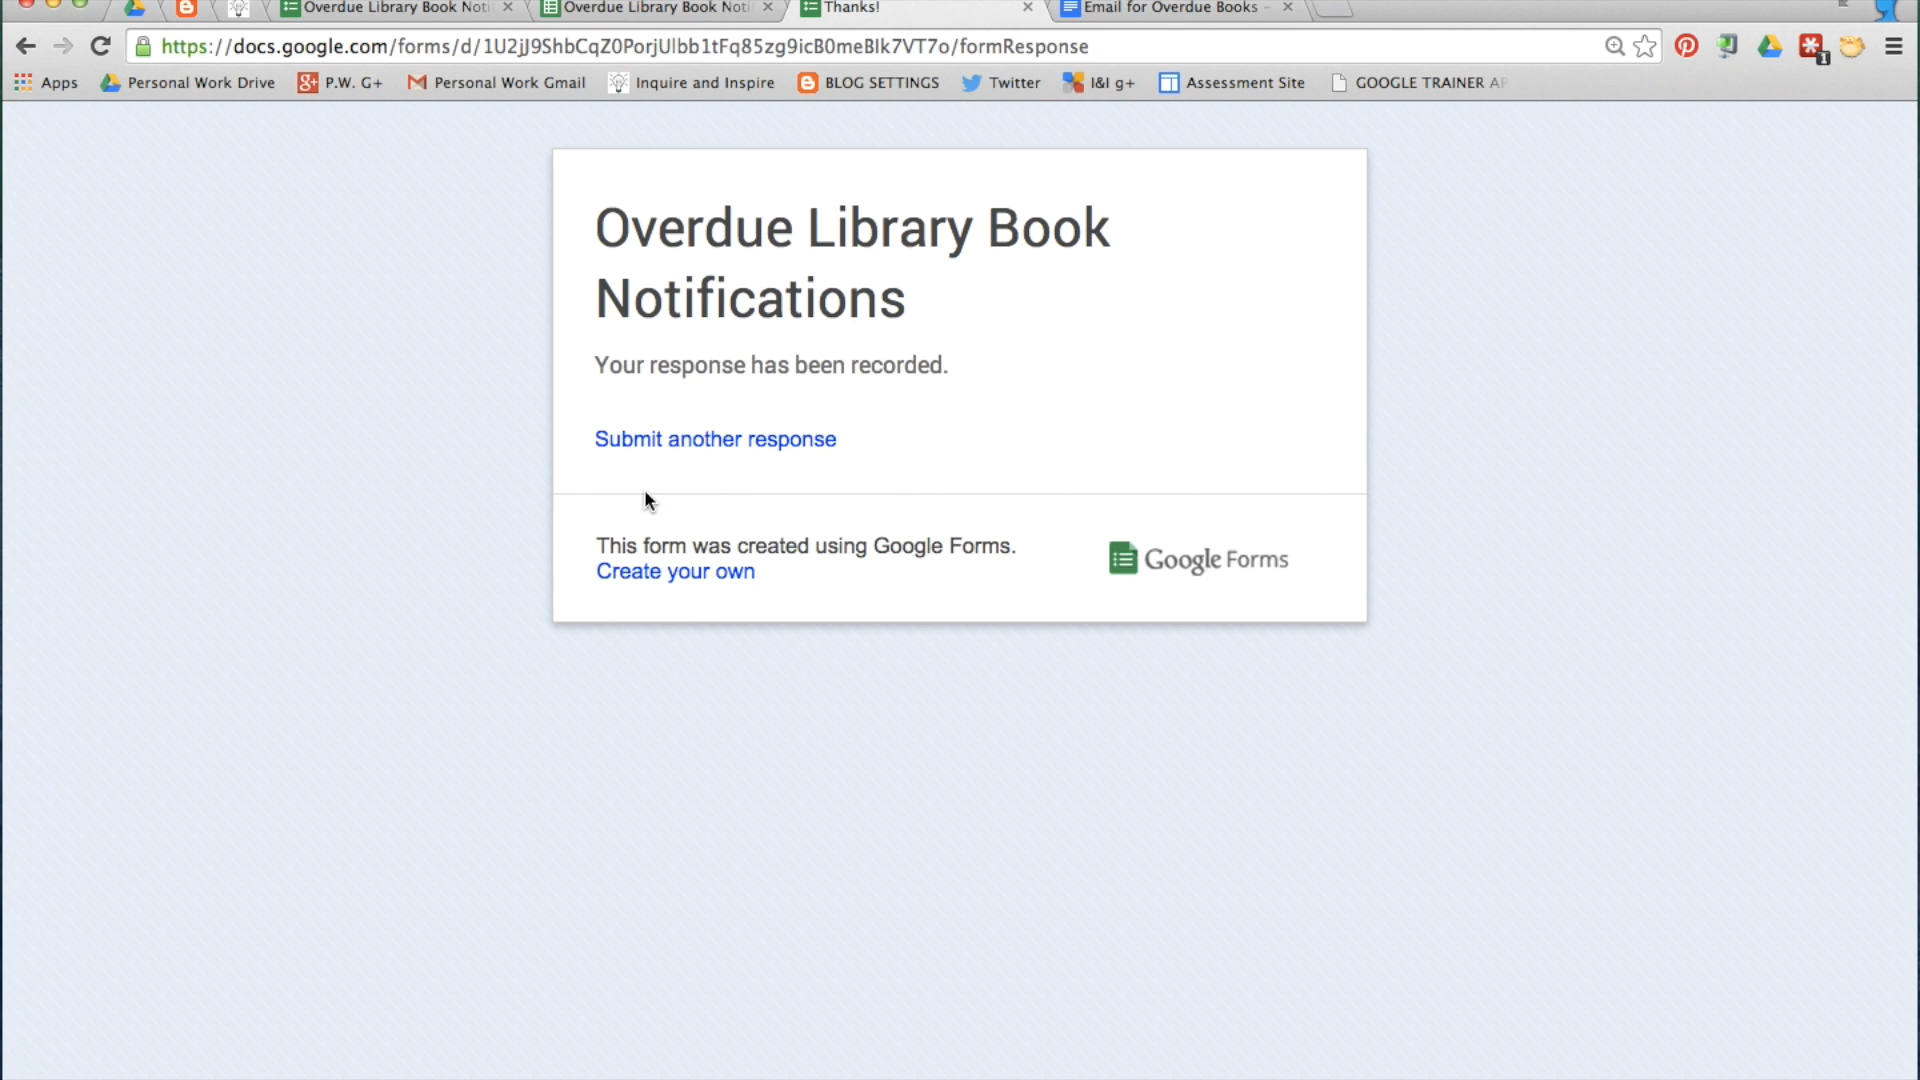 Overdue Library Book Noti
Overdue Library Book Noti
Thanks!
Email for Overdue Books –
https://docs.google.com/forms/d/1U2jJ9ShbCqZ0PorjUlbb1tFq85zg9icB0meBIk7VT7o/formResponse
1
Apps
Personal Work Drive
P.W. G+
Personal Work Gmail
Inquire and Inspire
BLOG SETTINGS
Twitter
I&I g+
Assessment Site
GOOGLE TRAINER AP
Overdue Library Book
Notifications
Your response has been recorded.
Submit another response
This form was created using Google Forms.
Create your own
Google Forms